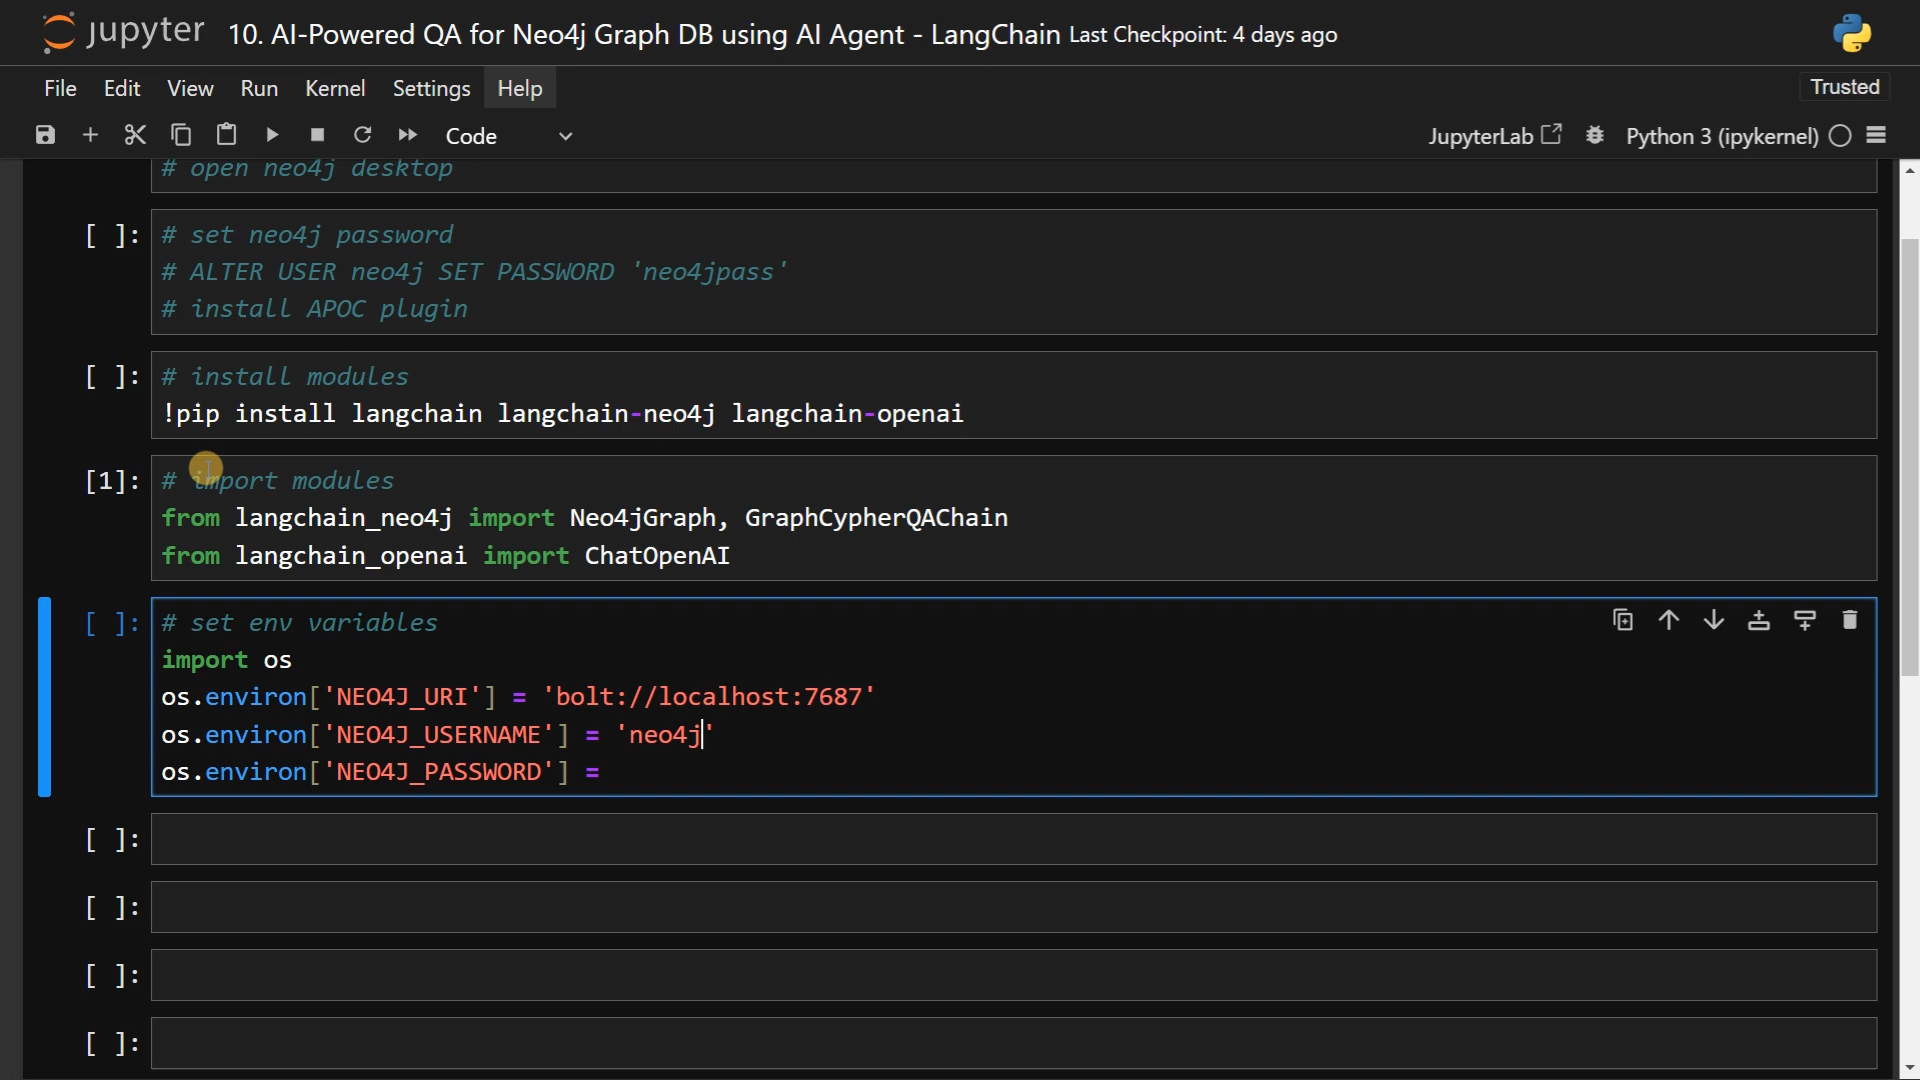 jupyter 10. AI-Powered QA for Neo4j Graph DB using AI Agent - LangChain Last Checkpoint: 4 days ago
File Edit View Run Kernel Settings Help Trusted
Code JupyterLab Python 3 (ipykernel)
# open neo4j desktop
[ ]: # set neo4j password
# ALTER USER neo4j SET PASSWORD 'neo4jpass'
# install APOC plugin
[ ]: # install modules
!pip install langchain langchain-neo4j langchain-openai
[1]: # import modules
from langchain_neo4j import Neo4jGraph, GraphCypherQAChain
from langchain_openai import ChatOpenAI
[ ]: # set env variables
import os
os.environ['NEO4J_URI'] = 'bolt://localhost:7687'
os.environ['NEO4J_USERNAME'] = 'neo4j'
os.environ['NEO4J_PASSWORD'] =
[ ]:
[ ]:
[ ]:
[ ]: